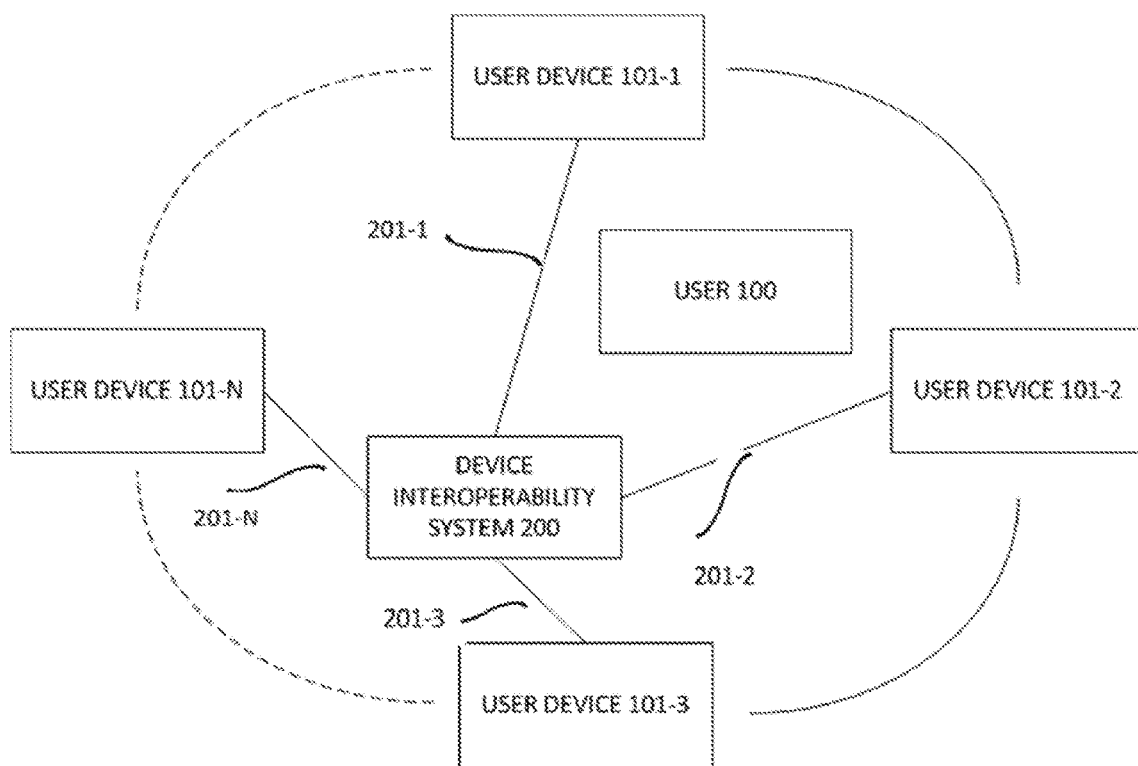 USER DEVICE 101-1
201-1
USER 100
USER DEVICE 101-N
USER DEVICE 101-2
DEVICE
INTEROPERABILITY
SYSTEM 200
201-N
201-2
201-3
USER DEVICE 101-3